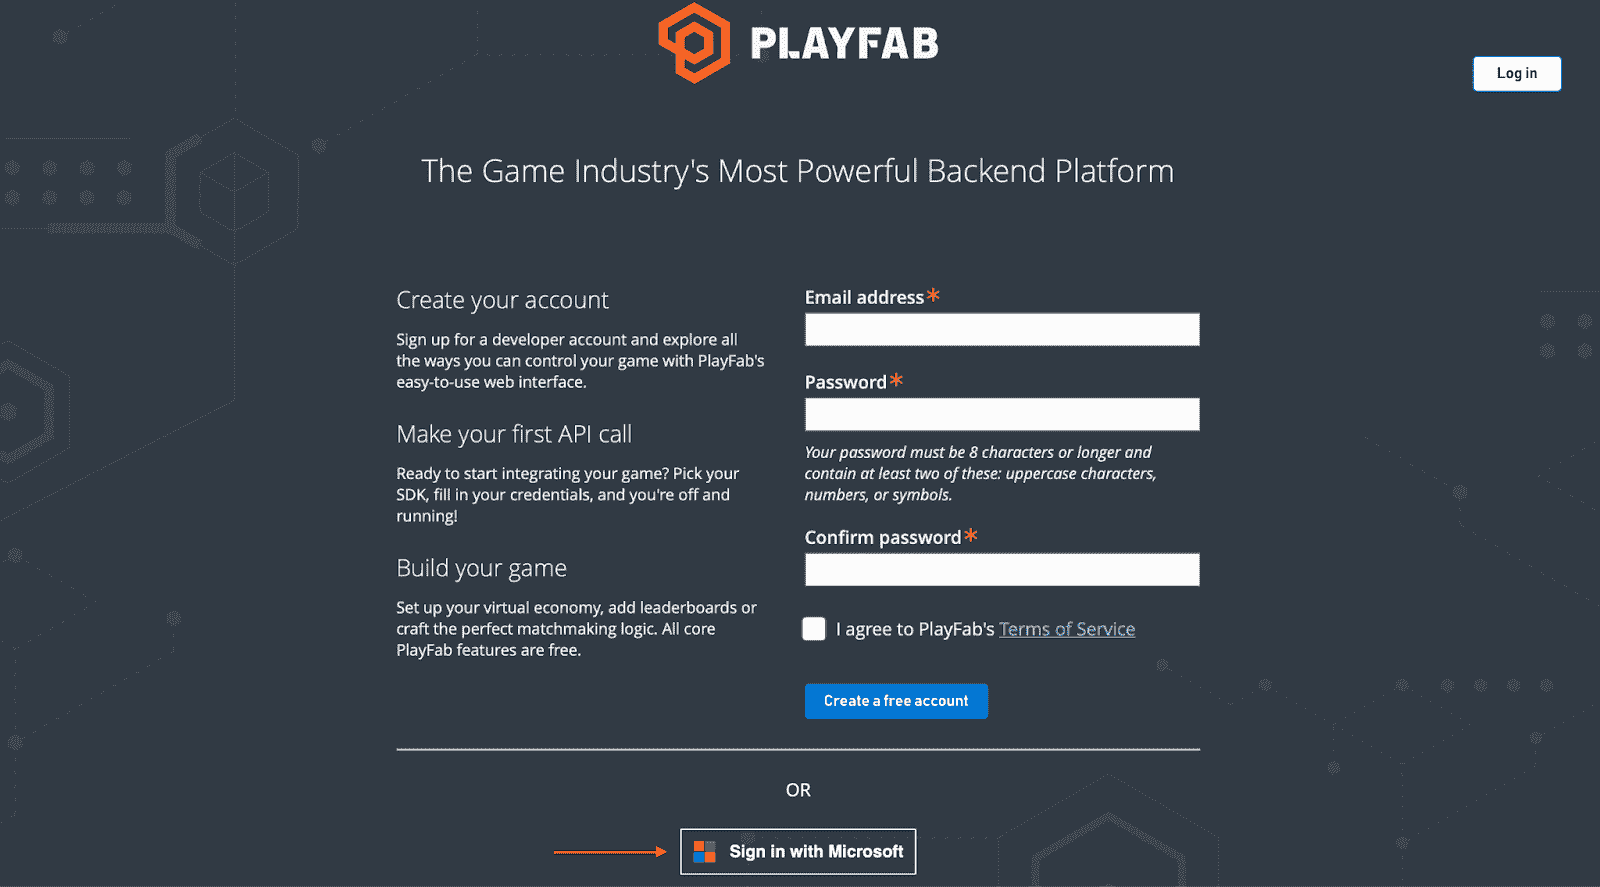 PLAYFAB
Log in
The Game Industry's Most Powerful Backend Platform
Create your account
Sign up for a developer account and explore all
the ways you can control your game with PlayFab's
easy-to-use web interface.
Make your first API call
Ready to start integrating your game? Pick your
SDK, fill in your credentials, and you're off and
running!
Build your game
Set up your virtual economy, add leaderboards or
craft the perfect matchmaking logic. All core
PlayFab features are free.
Email address*
Password*
Your password must be 8 characters or longer and
contain at least two of these: uppercase characters,
numbers, or symbols.
Confirm password*
I agree to PlayFab's Terms of Service
Create a free account
OR
Sign in with Microsoft